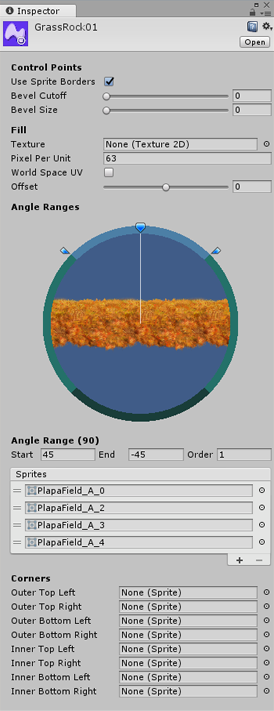 Inspector
GrassRock:01
Open
Control Points
Use Sprite Borders
Bevel Cutoff 0
Bevel Size 0
Fill
Texture None (Texture 2D)
Pixel Per Unit 63
World Space UV
Offset 0
Angle Ranges
Angle Range (90)
Start 45 End -45 Order 1
Sprites
PlapaField_A_0
PlapaField_A_2
PlapaField_A_3
PlapaField_A_4
Corners
Outer Top Left None (Sprite)
Outer Top Right None (Sprite)
Outer Bottom Left None (Sprite)
Outer Bottom Right None (Sprite)
Inner Top Left None (Sprite)
Inner Top Right None (Sprite)
Inner Bottom Left None (Sprite)
Inner Bottom Right None (Sprite)